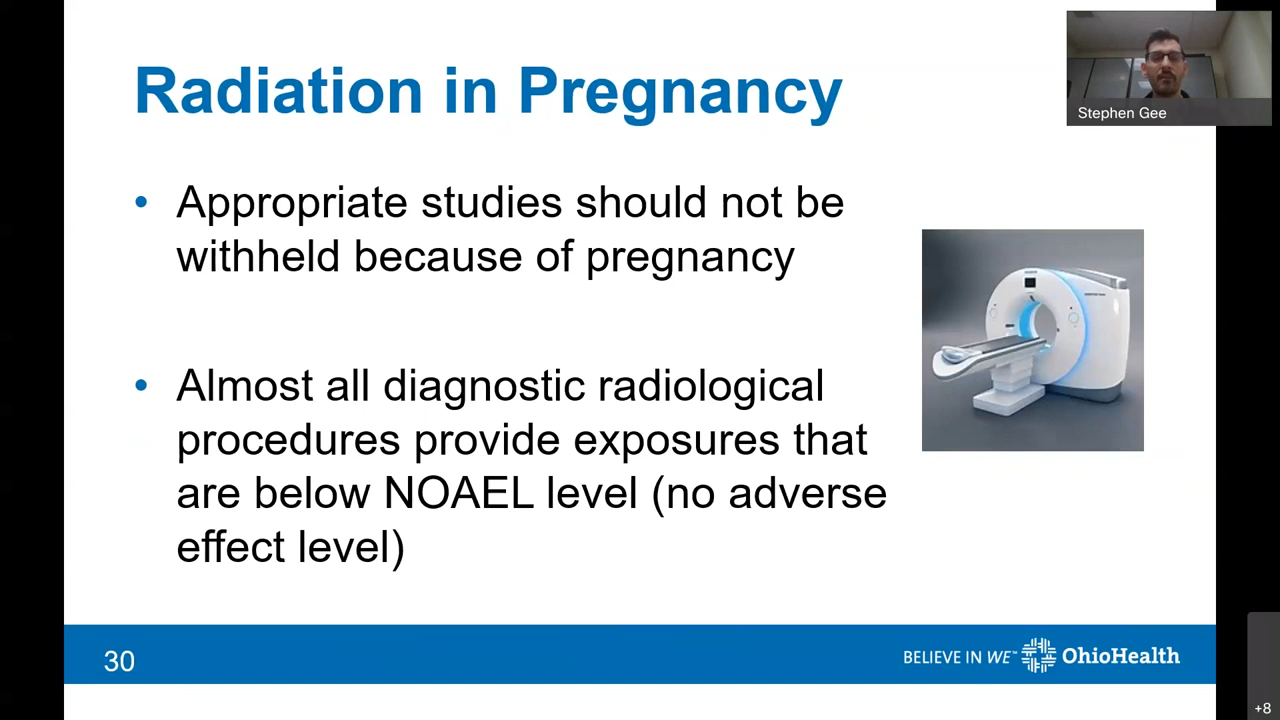 Radiation in Pregnancy
Stephen Gee
• Appropriate studies should not be
withheld because of pregnancy
• Almost all diagnostic radiological
procedures provide exposures that
are below NOAEL level (no adverse
effect level)
30
BELIEVE IN WE™ OhioHealth
+8